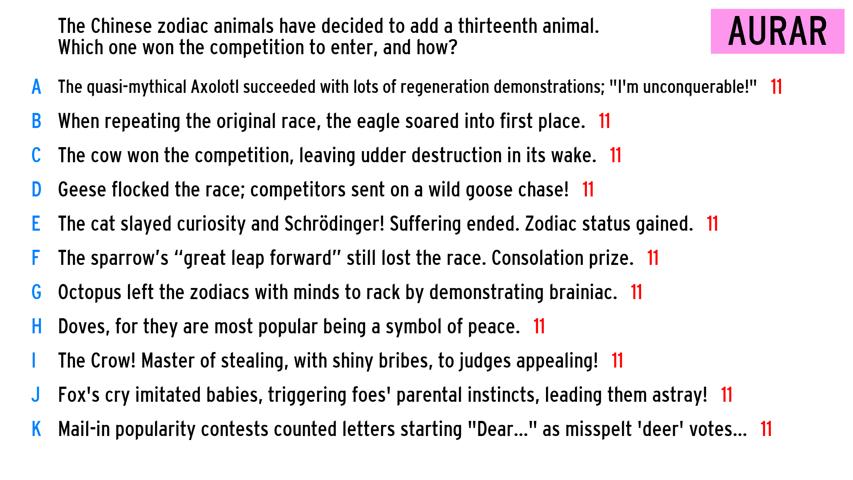 The Chinese zodiac animals have decided to add a thirteenth animal.
Which one won the competition to enter, and how?
AURAR
A The quasi-mythical Axolotl succeeded with lots of regeneration demonstrations; "I'm unconquerable!" 11
B When repeating the original race, the eagle soared into first place. 11
C The cow won the competition, leaving udder destruction in its wake. 11
D Geese flocked the race; competitors sent on a wild goose chase! 11
E The cat slayed curiosity and Schrödinger! Suffering ended. Zodiac status gained. 11
F The sparrow’s “great leap forward” still lost the race. Consolation prize. 11
G Octopus left the zodiacs with minds to rack by demonstrating brainiac. 11
H Doves, for they are most popular being a symbol of peace. 11
I The Crow! Master of stealing, with shiny bribes, to judges appealing! 11
J Fox's cry imitated babies, triggering foes' parental instincts, leading them astray! 11
K Mail-in popularity contests counted letters starting "Dear..." as misspelt 'deer' votes... 11